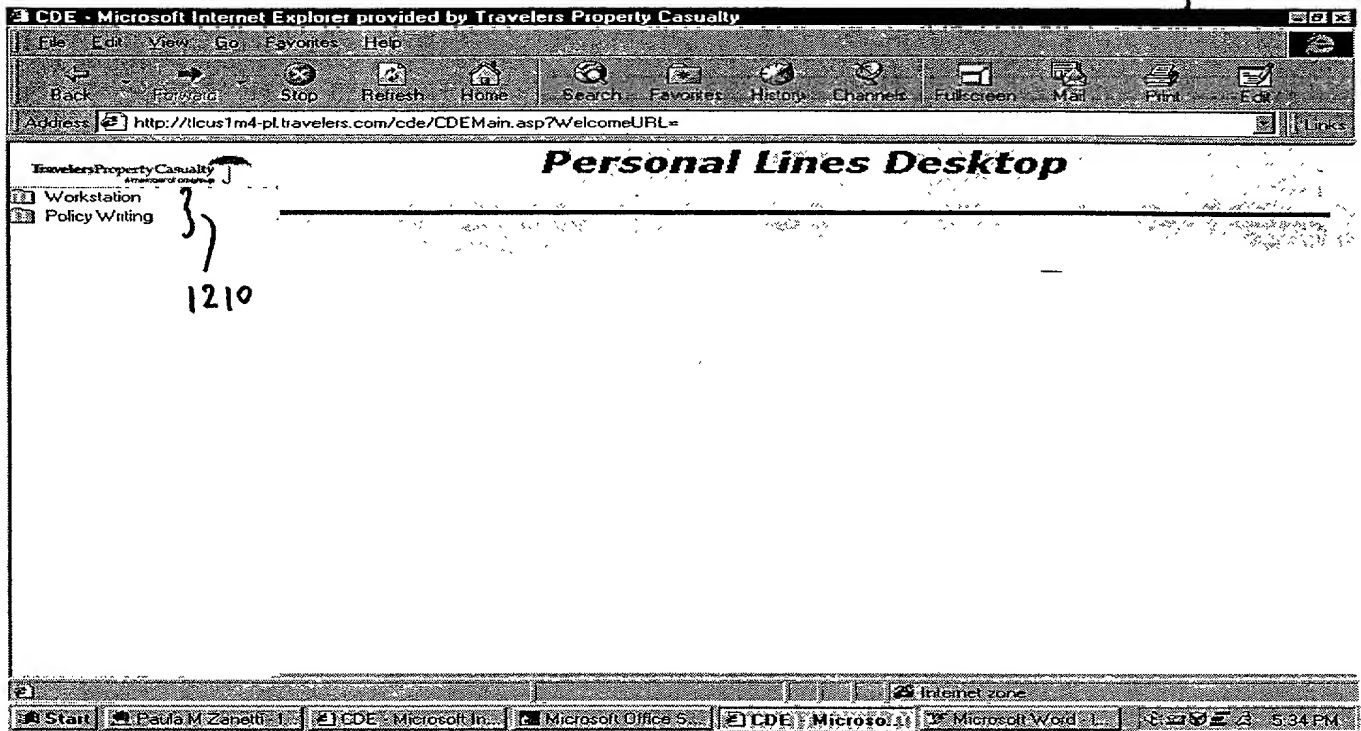 CDE - Microsoft Internet Explorer provided by Travelers Property Casualty
File Edit View Go Favorites Help
Back Forward Stop Refresh Home Search Favorites History Channels Fullscreen Mail Print Edit
Address http://tlcus1m4-pl.travelers.com/cde/CDEMain.asp?WelcomeURL= Links
TravelersPropertyCasualty
Personal Lines Desktop
Workstation
Policy Writing
1210
Internet zone
Start Paula M Zanetti - I... CDE - Microsoft In... Microsoft Office S... CDE - Microso... Microsoft Word - L... 5:34 PM